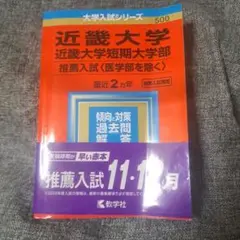 大学入試シリーズ
近畿大学
近畿大学短期大学部
推薦入試〈医学部を除く〉
最近2カ年
傾向と対策
過去問
解答
早い赤本
推薦入試11・1 月
教学社